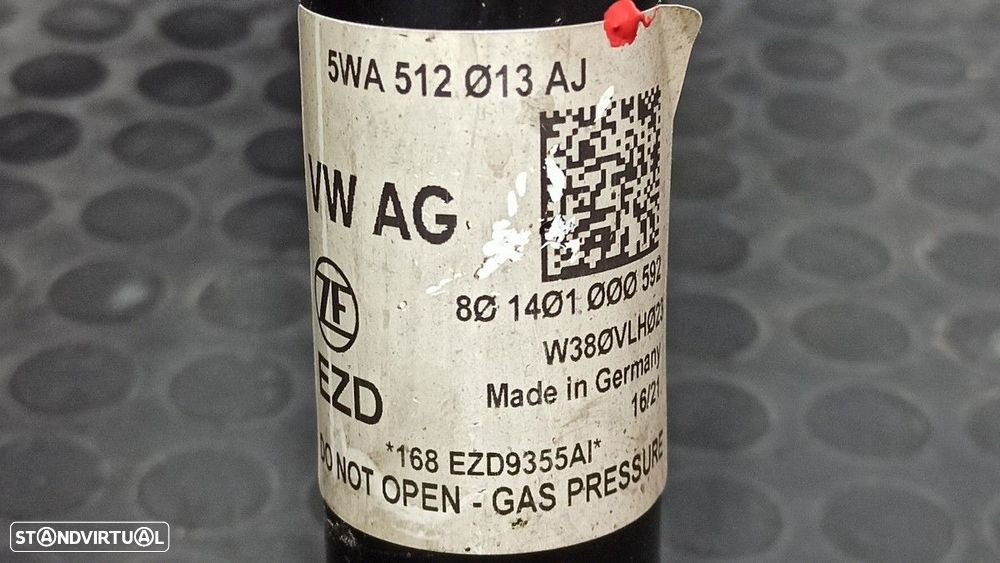 5WA 512 Ø13 AJ
VW AG
8Ø 14Ø1 ØØØ 592
ZF
W38ØVLHØ23
EZD
Made in Germany
16/21
*168 EZD9355AI*
DO NOT OPEN - GAS PRESSURE
STANDVIRTUAL